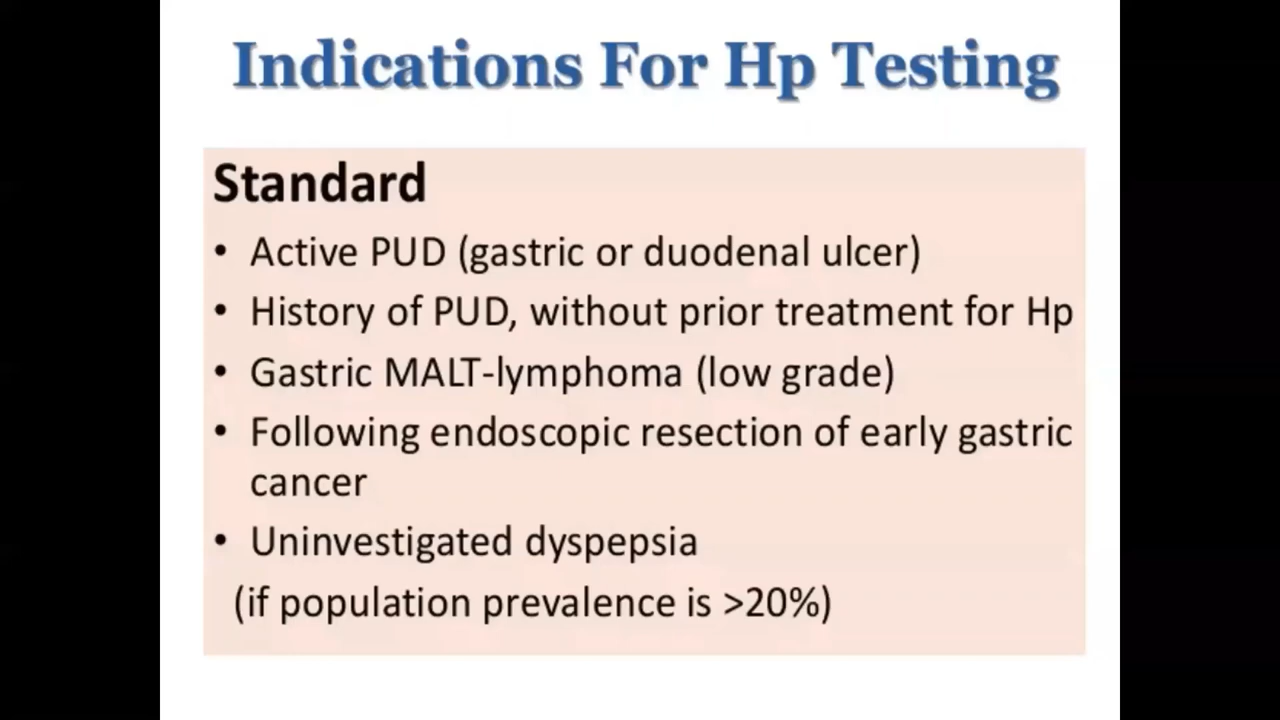 Indications For Hp Testing
Standard
• Active PUD (gastric or duodenal ulcer)
• History of PUD, without prior treatment for Hp
• Gastric MALT-lymphoma (low grade)
• Following endoscopic resection of early gastric
cancer
• Uninvestigated dyspepsia
(if population prevalence is >20%)